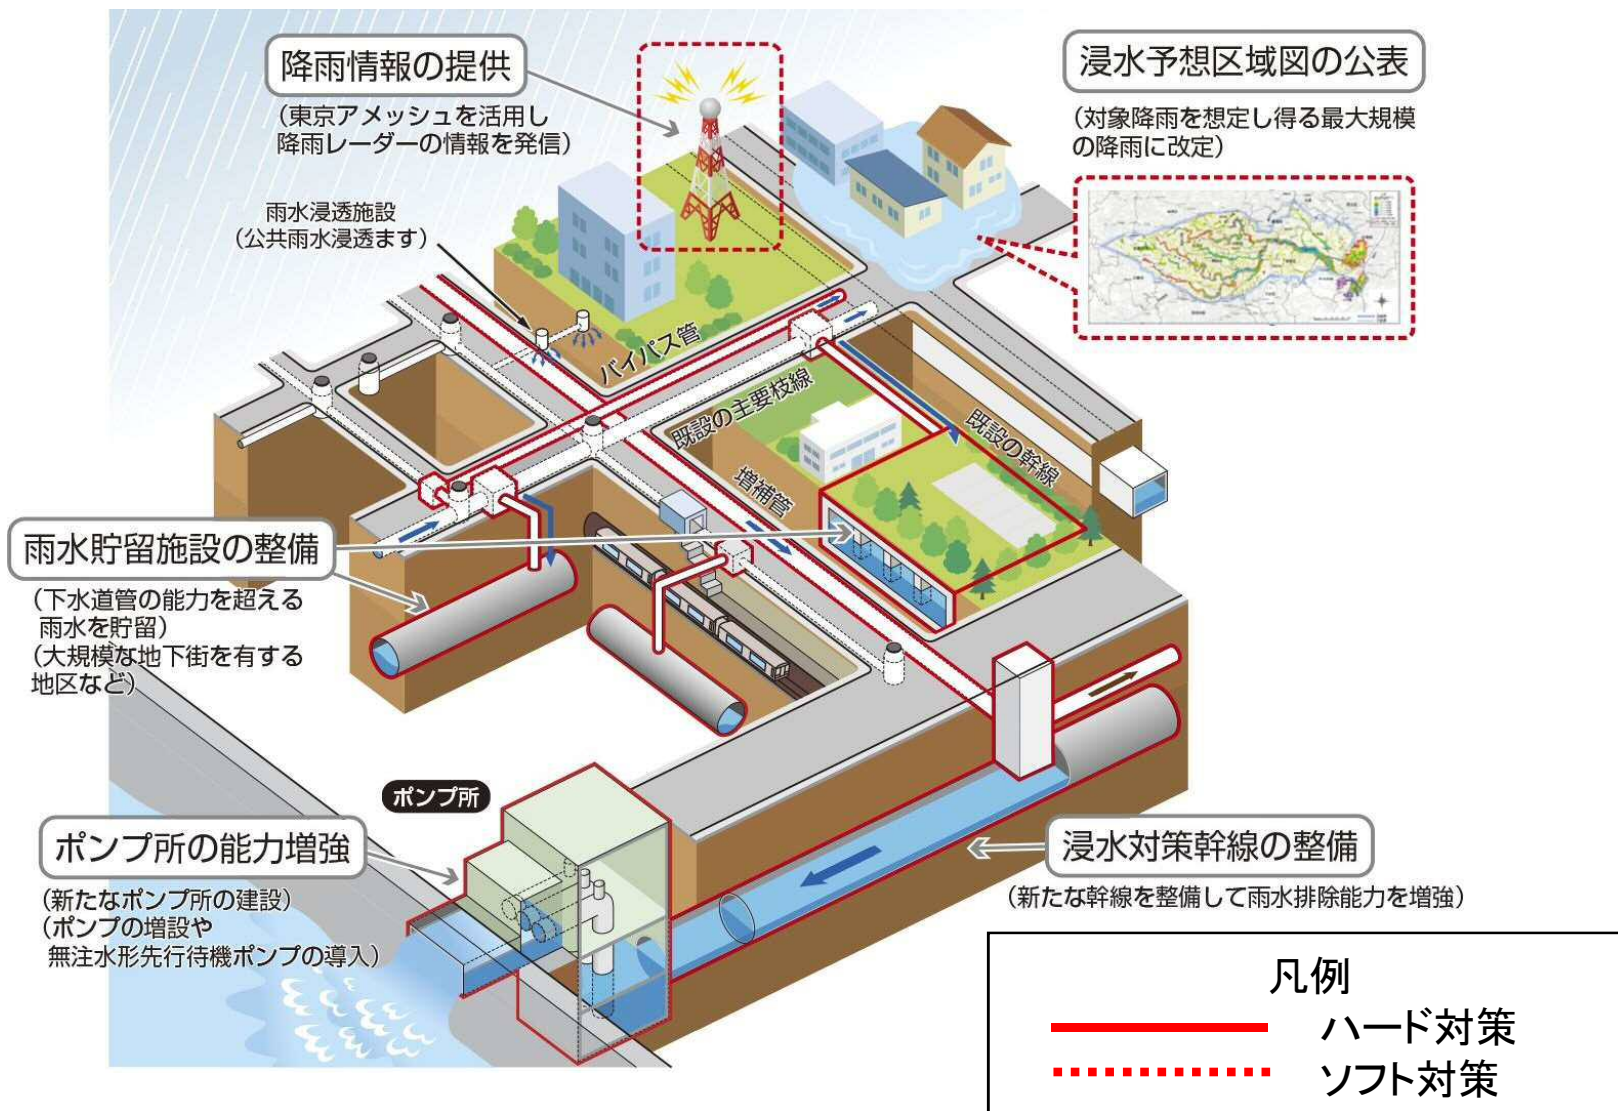 降雨情報の提供
(東京アメッシュを活用し
降雨レーダーの情報を発信)
浸水予想区域図の公表
(対象降雨を想定し得る最大規模
の降雨に改定)
雨水浸透施設
(公共雨水浸透ます)
バイパス管
既設の主要枝線
既設の幹線
増補管
雨水貯留施設の整備
(下水道管の能力を超える
雨水を貯留)
(大規模な地下街を有する
地区など)
ポンプ所
ポンプ所の能力増強
(新たなポンプ所の建設)
(ポンプの増設や
無注水形先行待機ポンプの導入)
浸水対策幹線の整備
(新たな幹線を整備して雨水排除能力を増強)
凡例
ハード対策
ソフト対策